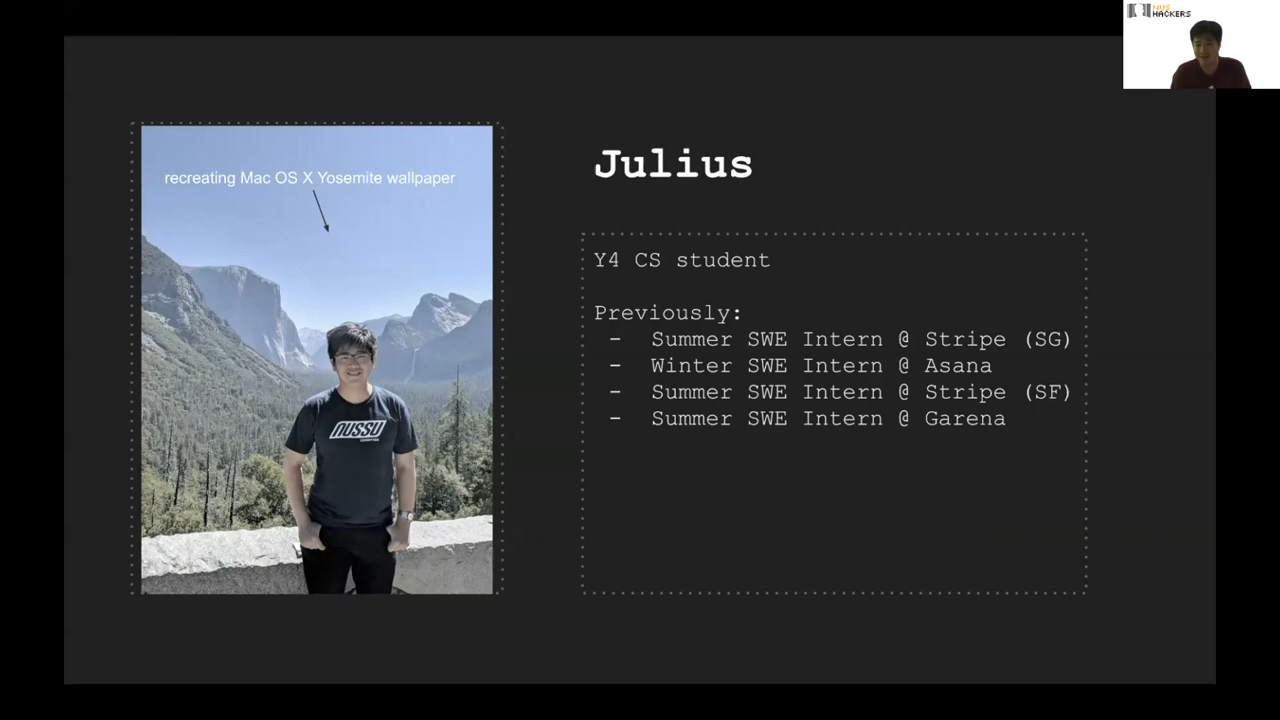 NUS
HACKERS
recreating Mac OS X Yosemite wallpaper
NUSSU
Julius
Y4 CS student
Previously:
- Summer SWE Intern @ Stripe (SG)
- Winter SWE Intern @ Asana
- Summer SWE Intern @ Stripe (SF)
- Summer SWE Intern @ Garena